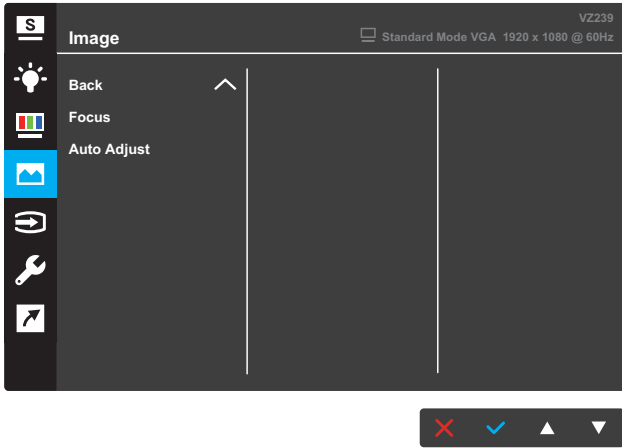 S
VZ239
Image
Standard Mode VGA 1920 x 1080 @ 60Hz
Back
Focus
Auto Adjust